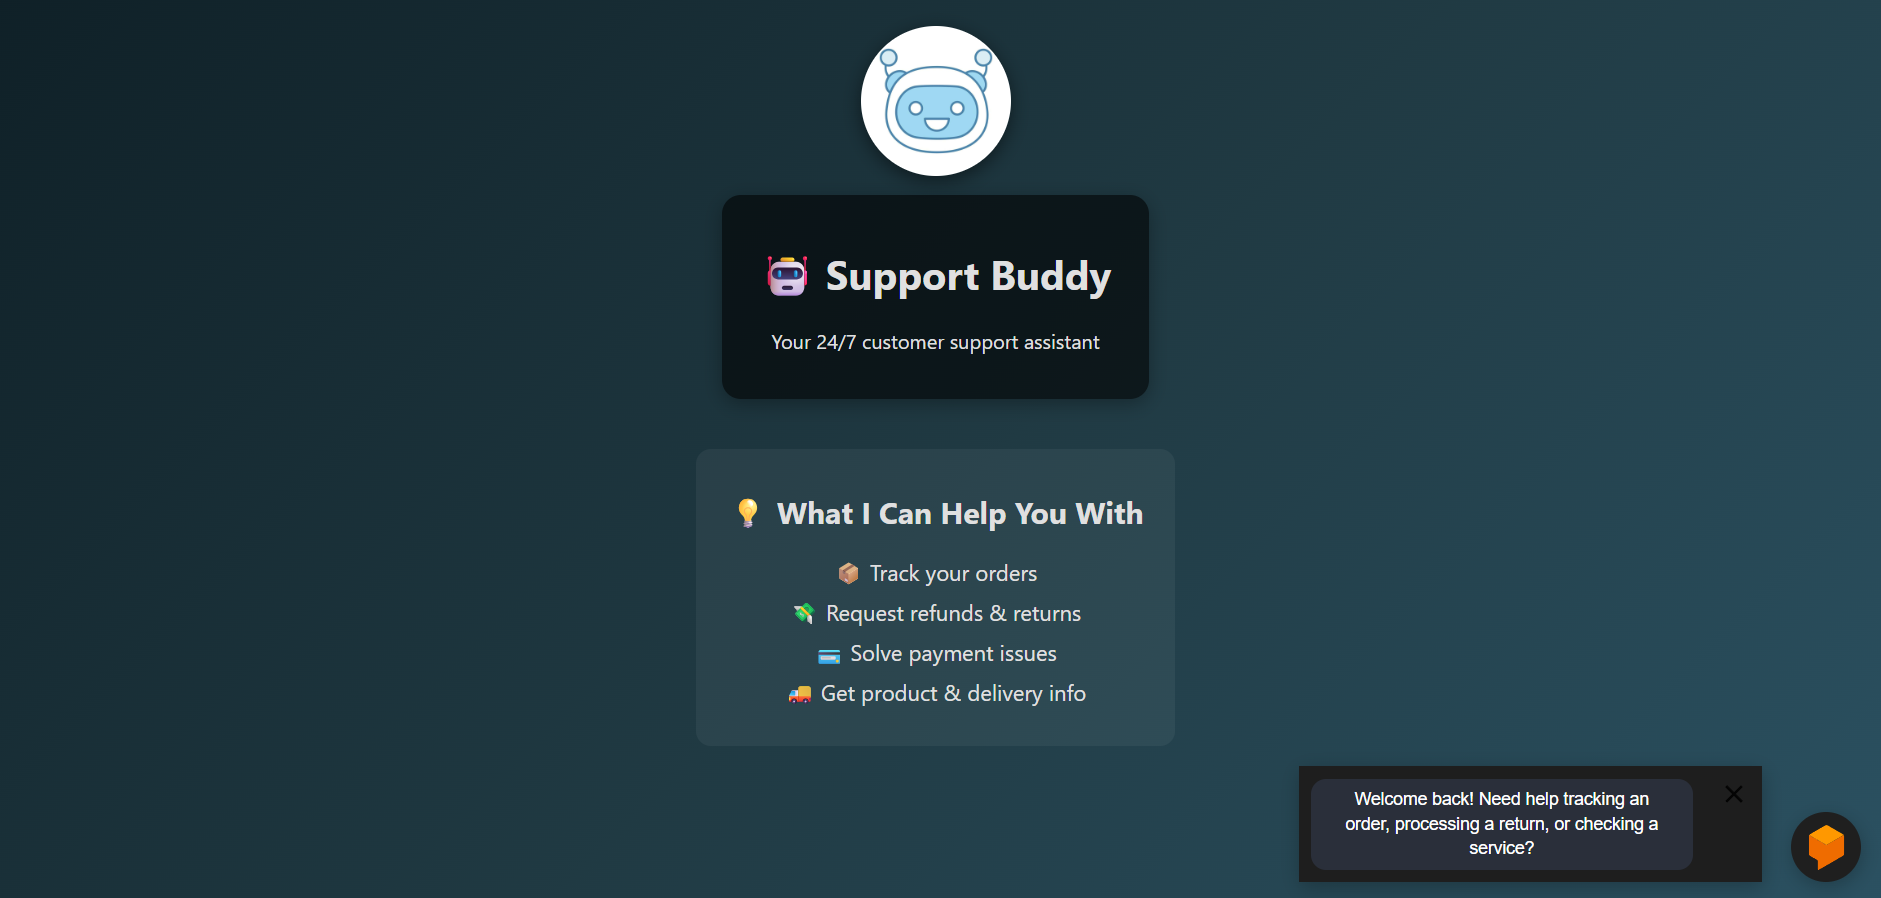 🤖 Support Buddy
Your 24/7 customer support assistant
💡 What I Can Help You With
📦 Track your orders
💸 Request refunds & returns
💳 Solve payment issues
🚚 Get product & delivery info
Welcome back! Need help tracking an
order, processing a return, or checking a
service?